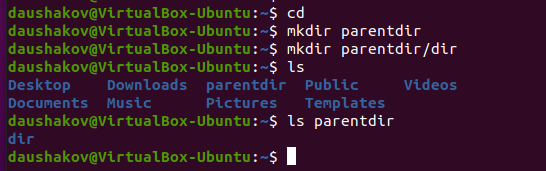 daushakov@VirtualBox-Ubuntu:~$ cd
daushakov@VirtualBox-Ubuntu:~$ mkdir parentdir
daushakov@VirtualBox-Ubuntu:~$ mkdir parentdir/dir
daushakov@VirtualBox-Ubuntu:~$ ls
Desktop    Downloads  parentdir  Public     Videos
Documents  Music      Pictures   Templates
daushakov@VirtualBox-Ubuntu:~$ ls parentdir
dir
daushakov@VirtualBox-Ubuntu:~$